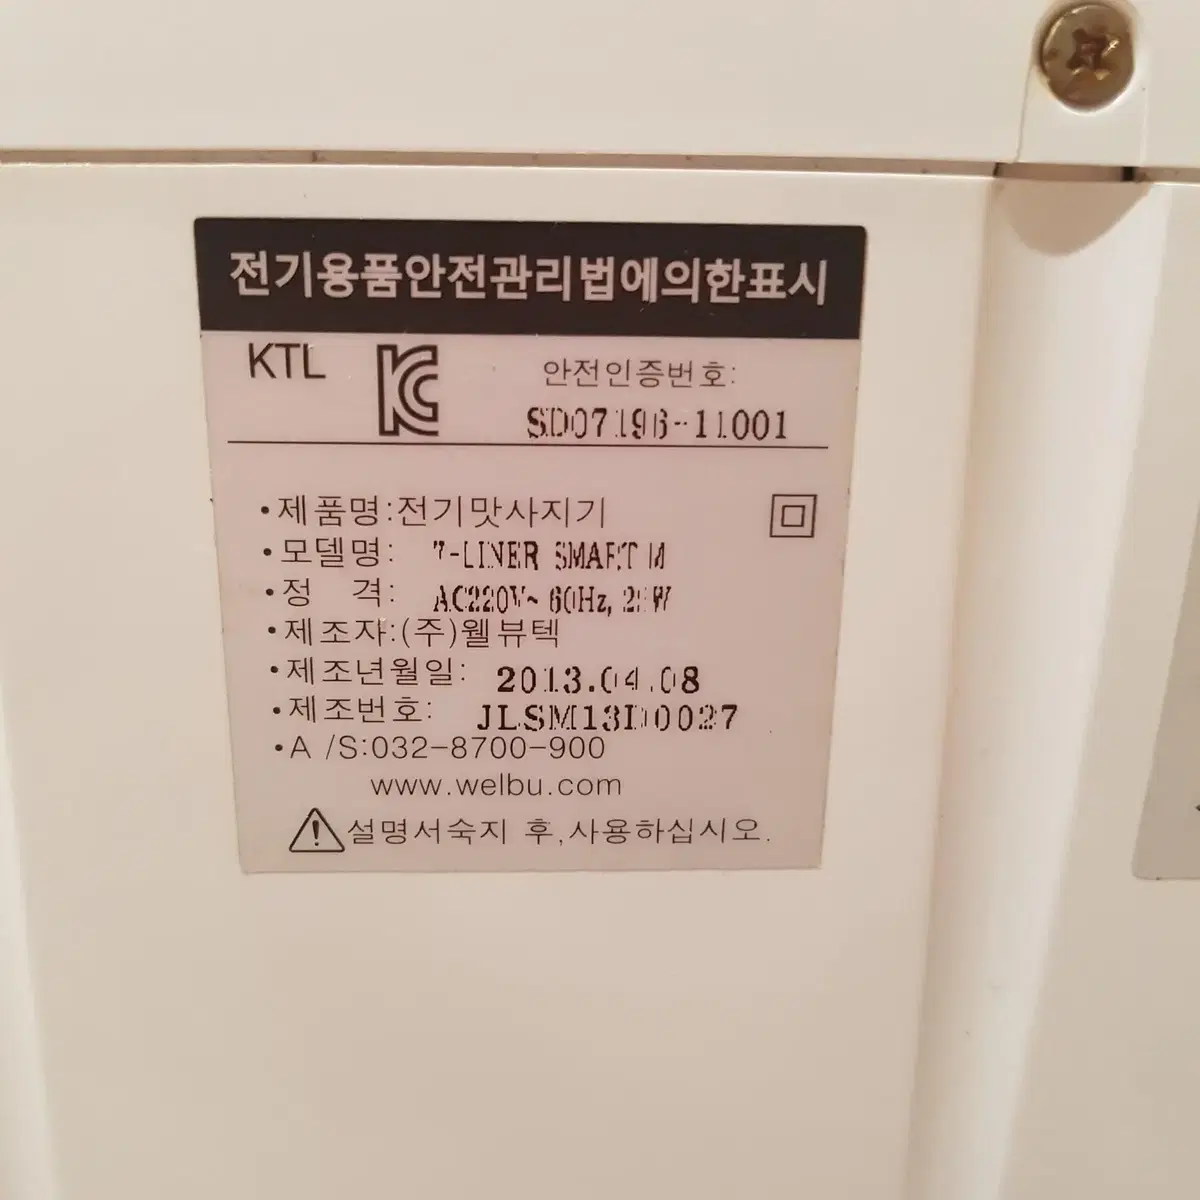 전기용품안전관리법에의한표시
KTL KC 안전인증번호:
SD07196-11001
•제품명:전기맛사지기
•모델명: 7-LINER SMART M
•정 격: AC220V~ 60Hz,
•제조자:(주)웰뷰텍
•제조년월일: 2013.04.08
•제조번호: JLSM13D0027
•A /S:032-8700-900
www.welbu.com
설명서숙지 후,사용하십시오.